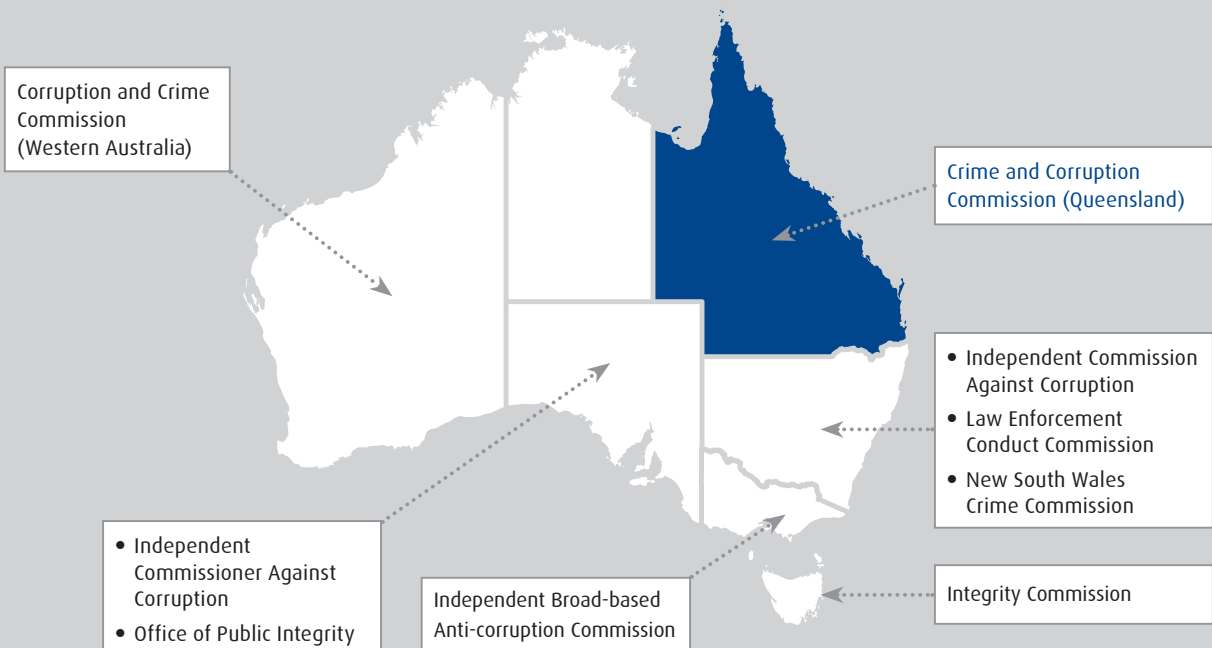 Corruption and Crime
Commission
(Western Australia)
Crime and Corruption
Commission (Queensland)
• Independent Commission
Against Corruption
• Law Enforcement
Conduct Commission
• New South Wales
Crime Commission
• Independent
Commissioner Against
Corruption
• Office of Public Integrity
Independent Broad-based
Anti-corruption Commission
Integrity Commission